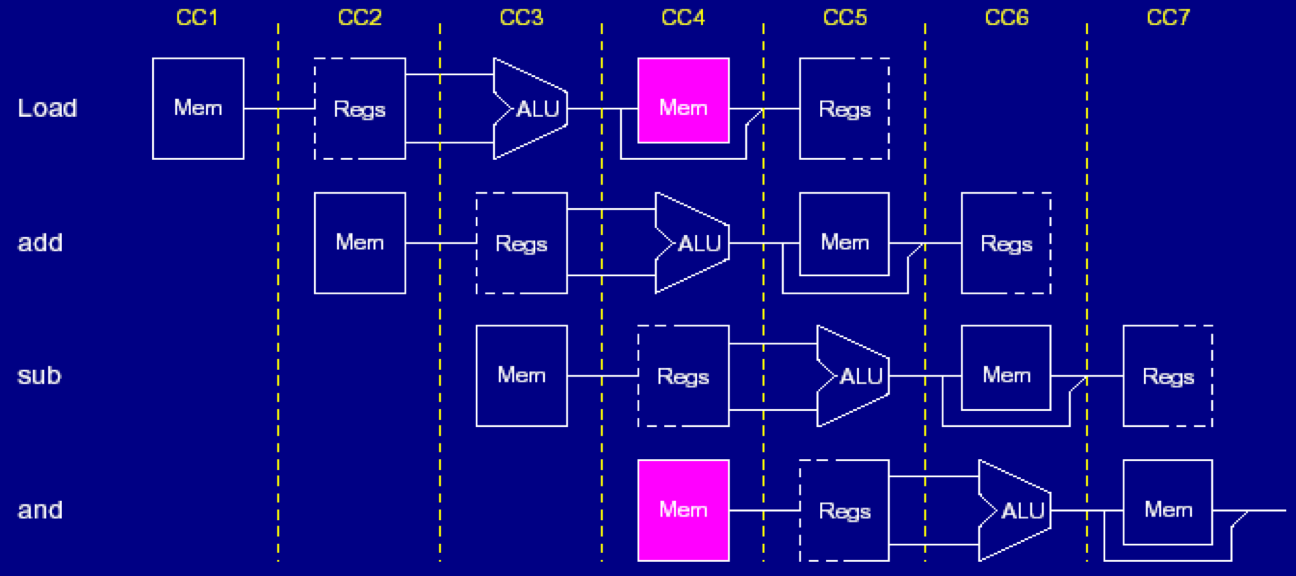 CC1 CC2 CC3 CC4 CC5 CC6 CC7
Load Mem Regs ALU Mem Regs
add Mem Regs ALU Mem Regs
sub Mem Regs ALU Mem Regs
and Mem Regs ALU Mem